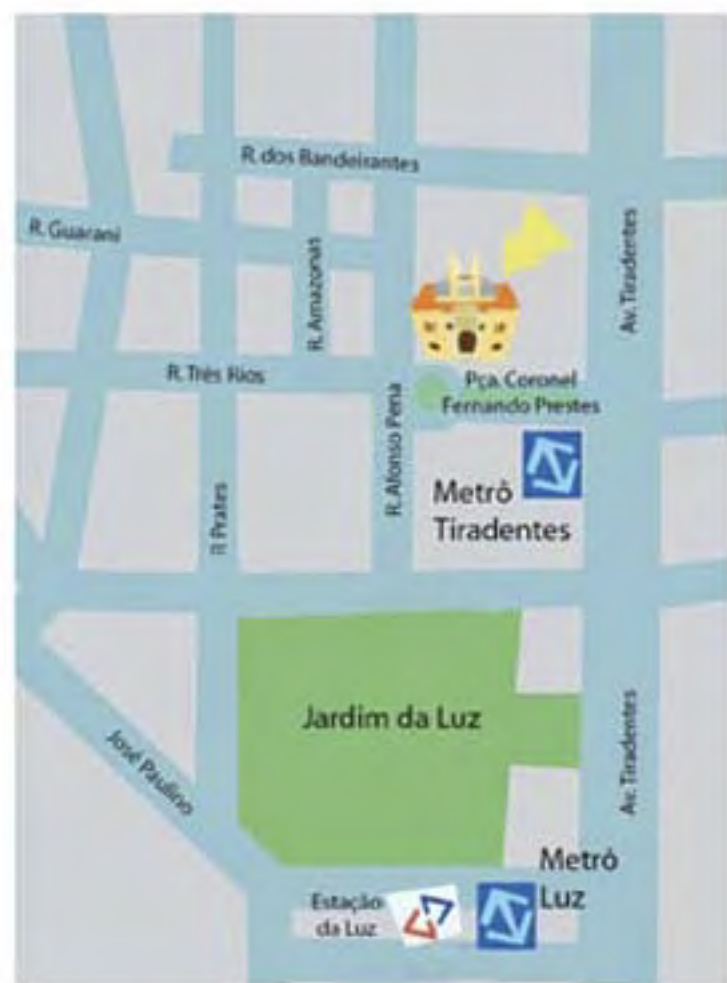 R. dos Bandeirantes
R. Guarani
R. Amazonas
Av. Tiradentes
R. Três Rios
Pça. Coronel
Fernando Prestes
R. Afonso Pena
Metrô
Tiradentes
R Prates
Jardim da Luz
Av. Tiradentes
José Paulino
Metrô
Luz
Estação
da Luz